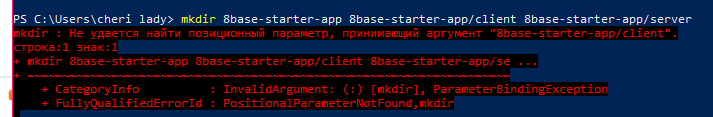 PS C:\Users\cheri lady> mkdir 8base-starter-app 8base-starter-app/client 8base-starter-app/server
mkdir : Не удается найти позиционный параметр, принимающий аргумент "8base-starter-app/client".
строка:1 знак:1
+ mkdir 8base-starter-app 8base-starter-app/client 8base-starter-app/se ...
+ ~~~~~~~~~~~~~~~~~~~~~~~~~~~~~~~~~~~~~~~~~~~~~~~~~~~~~~~~~~~~~~~~~~~~~
    + CategoryInfo          : InvalidArgument: (:) [mkdir], ParameterBindingException
    + FullyQualifiedErrorId : PositionalParameterNotFound,mkdir